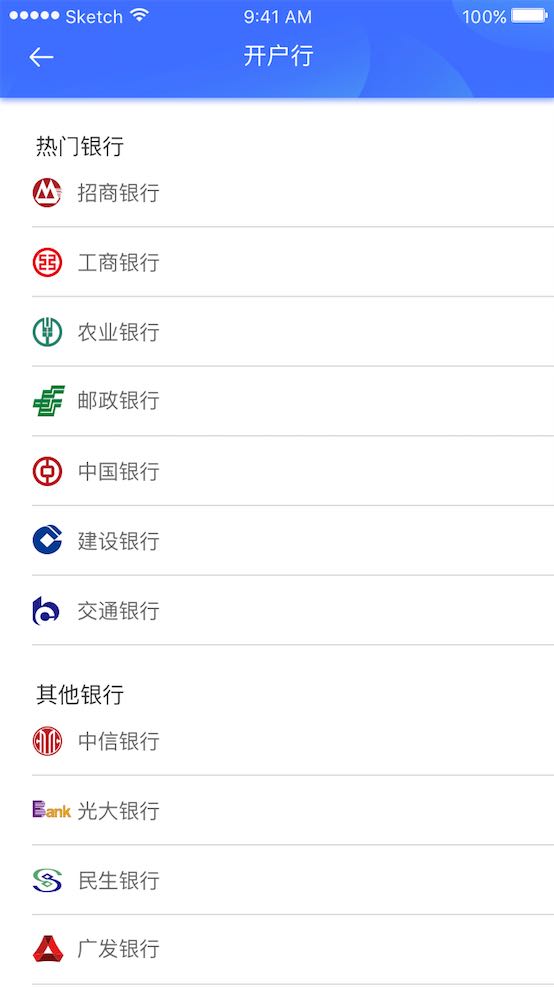 Sketch 9:41 AM 100%
开户行
热门银行
招商银行
工商银行
农业银行
邮政银行
中国银行
建设银行
交通银行
其他银行
中信银行
Bank 光大银行
民生银行
广发银行